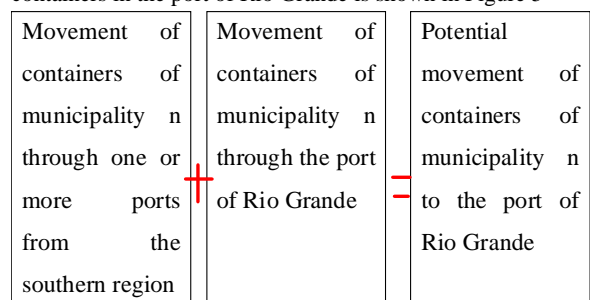 containers in the port of Rio Grande is shown in Figure 3
Movement of
containers of
municipality n
through one or
more ports
from the
southern region
+
Movement of
containers of
municipality n
through the port
of Rio Grande
=
Potential
movement of
containers of
municipality n
to the port of
Rio Grande